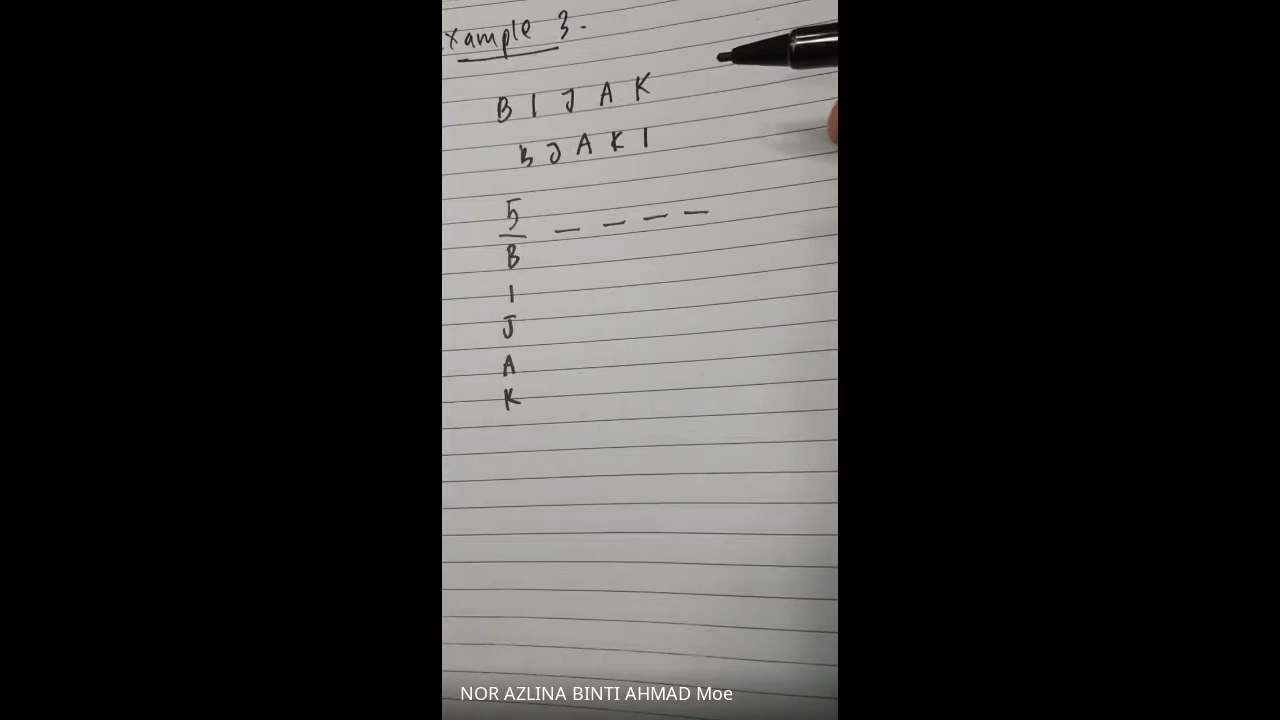 xample 3.
B I J A K
B J A K I
5 _ _ _ _
B
I
J
A
K
NOR AZLINA BINTI AHMAD Moe